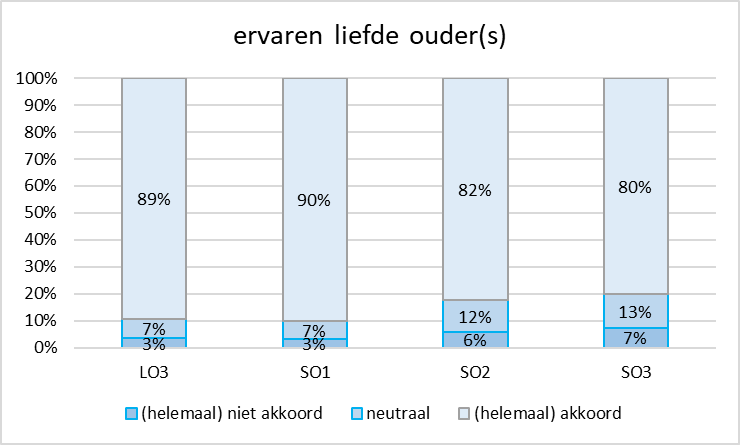 ervaren liefde ouder(s)
100%
90%
80%
70%
60%
50%
40%
30%
20%
10%
0%
89% 90% 82% 80%
7% 7% 12% 13%
3% 3% 6% 7%
LO3 SO1 SO2 SO3
(helemaal) niet akkoord neutraal (helemaal) akkoord